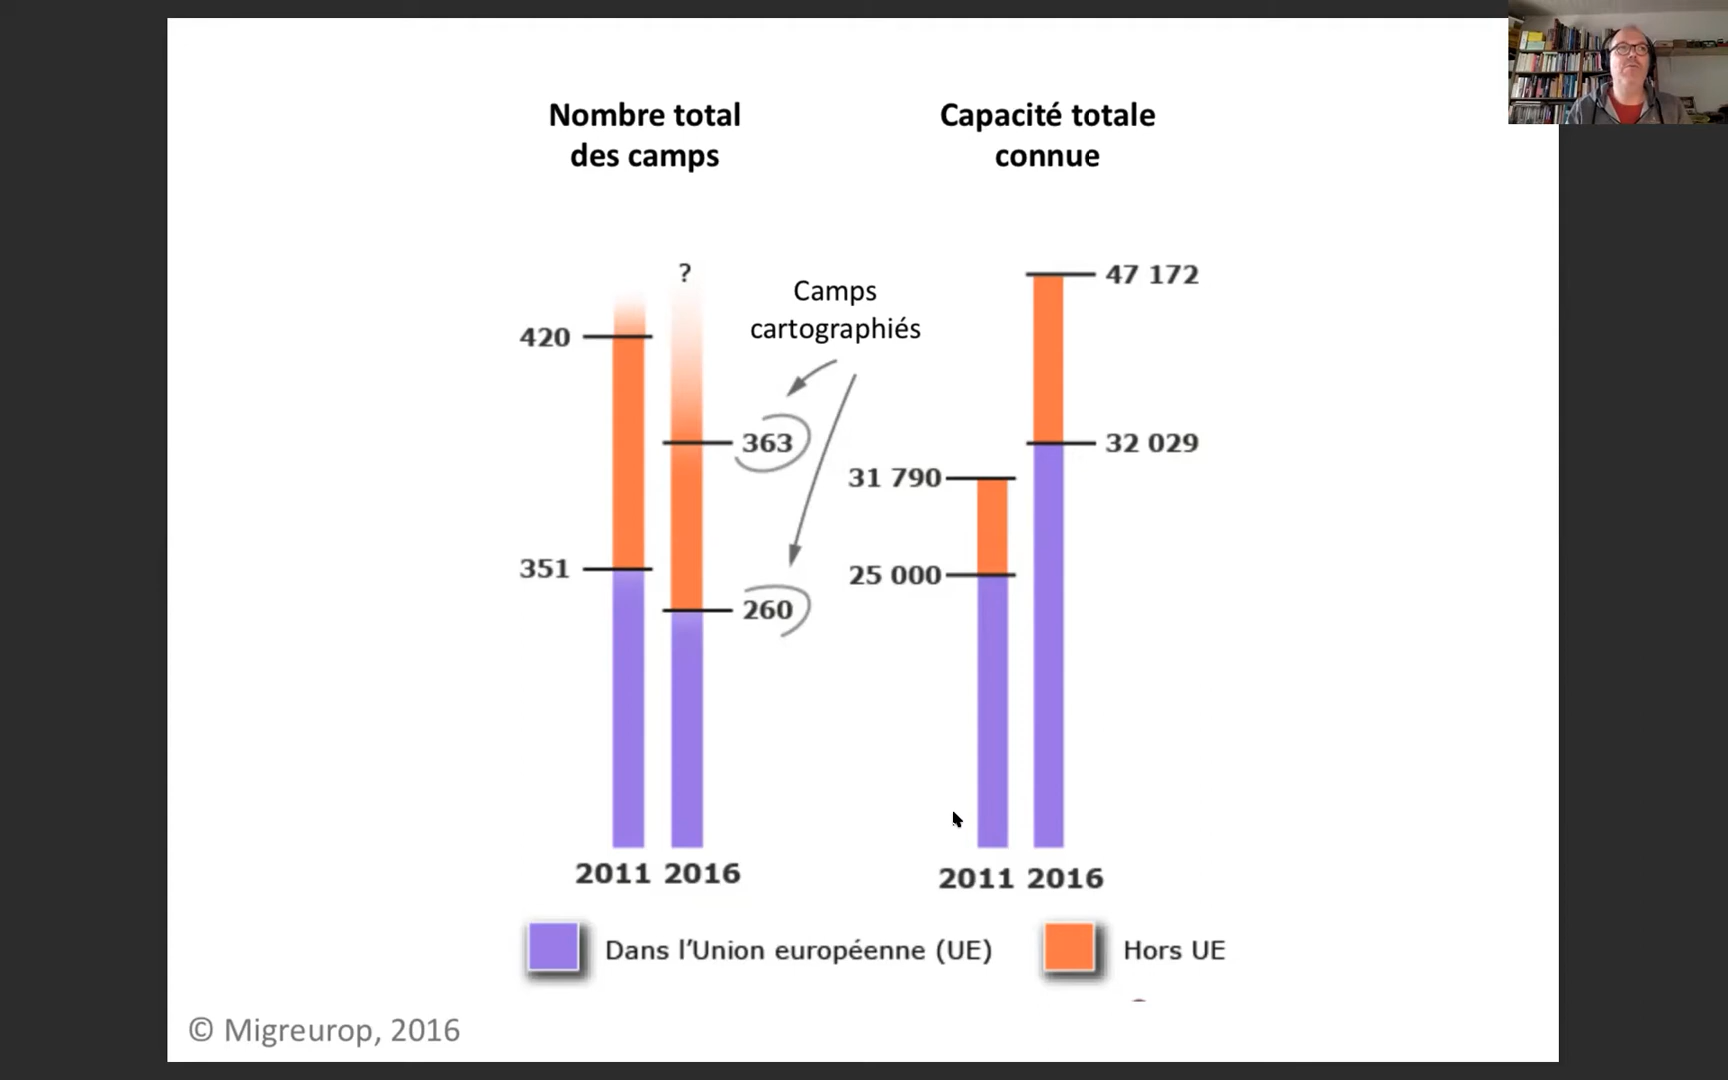 Nombre total
des camps
Capacité totale
connue
?
Camps
cartographiés
420
363
351
260
47 172
32 029
31 790
25 000
2011 2016
2011 2016
Dans l'Union européenne (UE)
Hors UE
© Migreurop, 2016